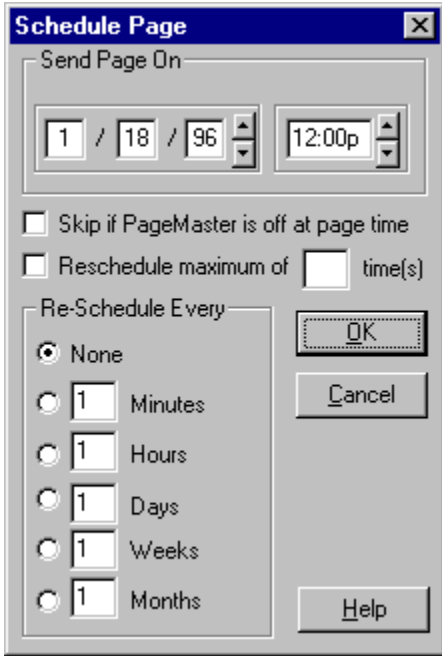 Schedule Page
Send Page On
1 / 18 / 96 12:00p
Skip if PageMaster is off at page time
Reschedule maximum of time(s)
Re-Schedule Every
None
OK
1 Minutes
Cancel
1 Hours
1 Days
1 Weeks
1 Months
Help